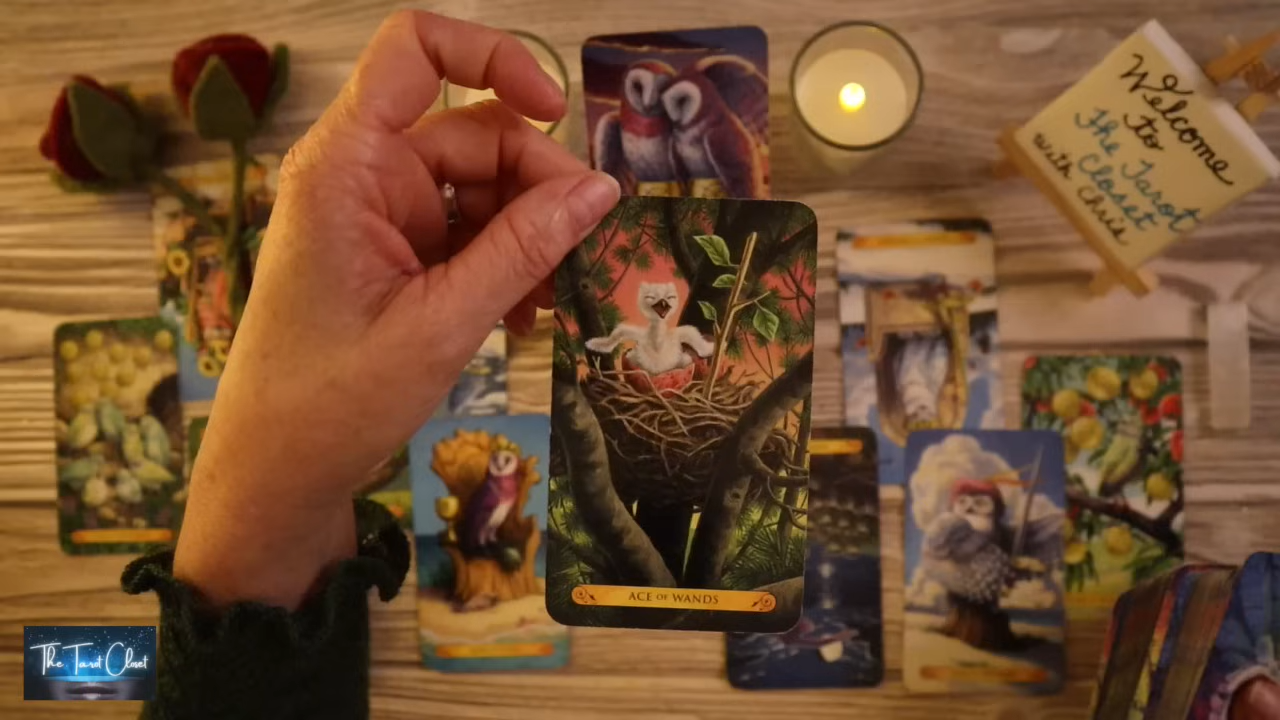 Welcome
to
The Tarot
Closet
with Chris
ACE OF WANDS
The Tarot Closet